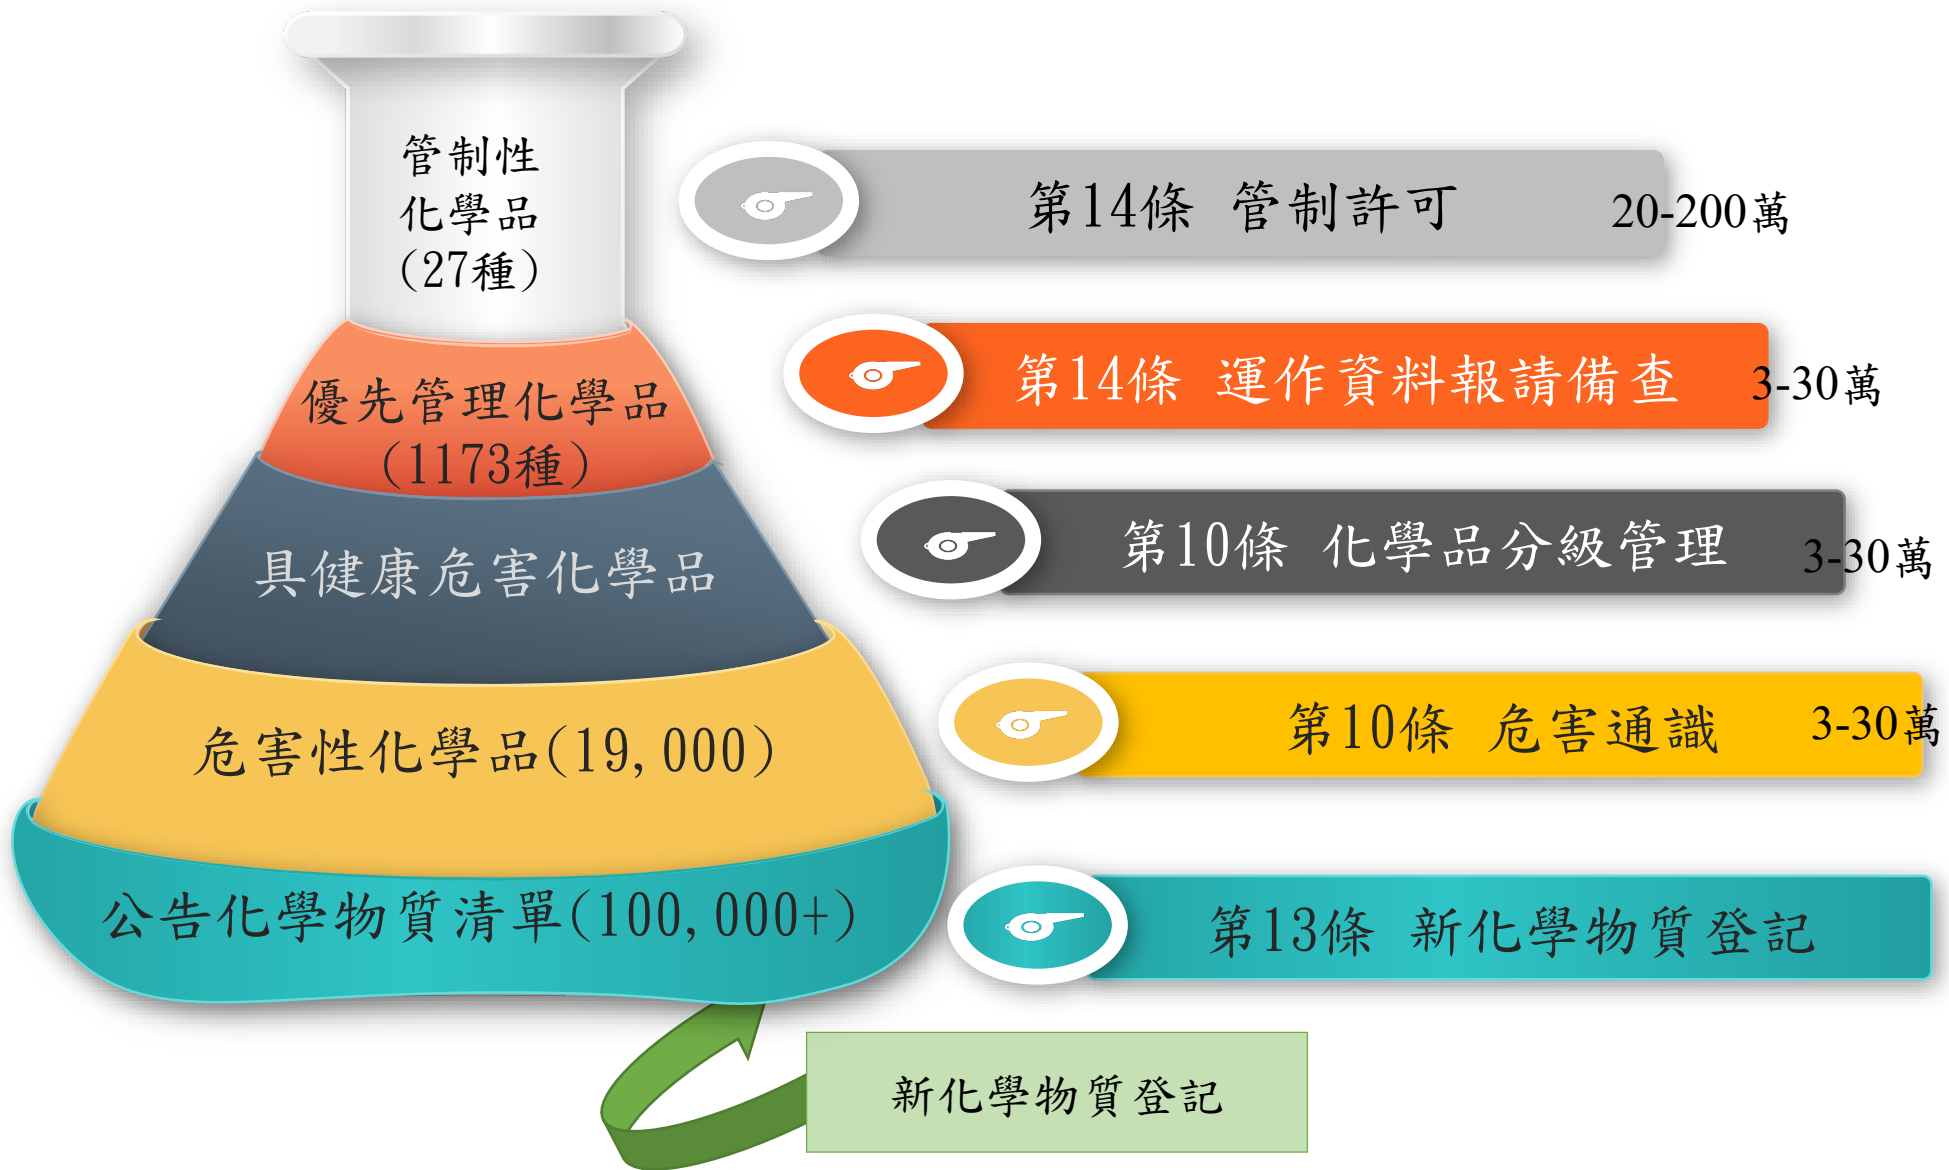 管制性
化學品
(27種)
優先管理化學品
(1173種)
具健康危害化學品
危害性化學品(19,000)
公告化學物質清單(100,000+)
第14條 管制許可
20-200萬
第14條 運作資料報請備查
3-30萬
第10條 化學品分級管理
3-30萬
第10條 危害通識
3-30萬
第13條 新化學物質登記
新化學物質登記